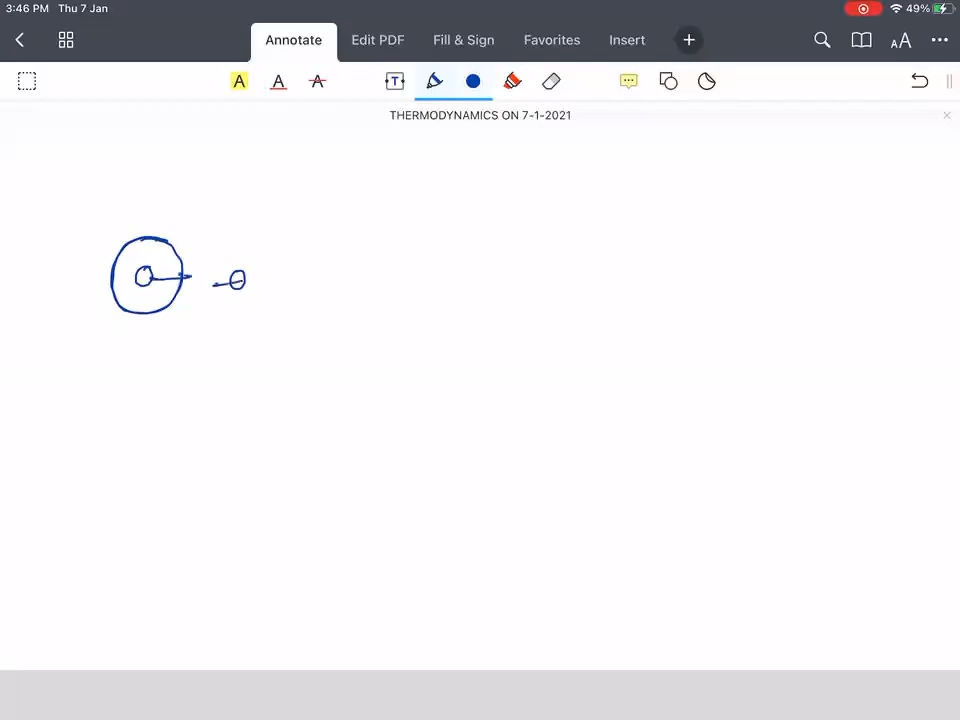 3:46 PM Thu 7 Jan 49%
Annotate Edit PDF Fill & Sign Favorites Insert
A A A T AA
THERMODYNAMICS ON 7-1-2021